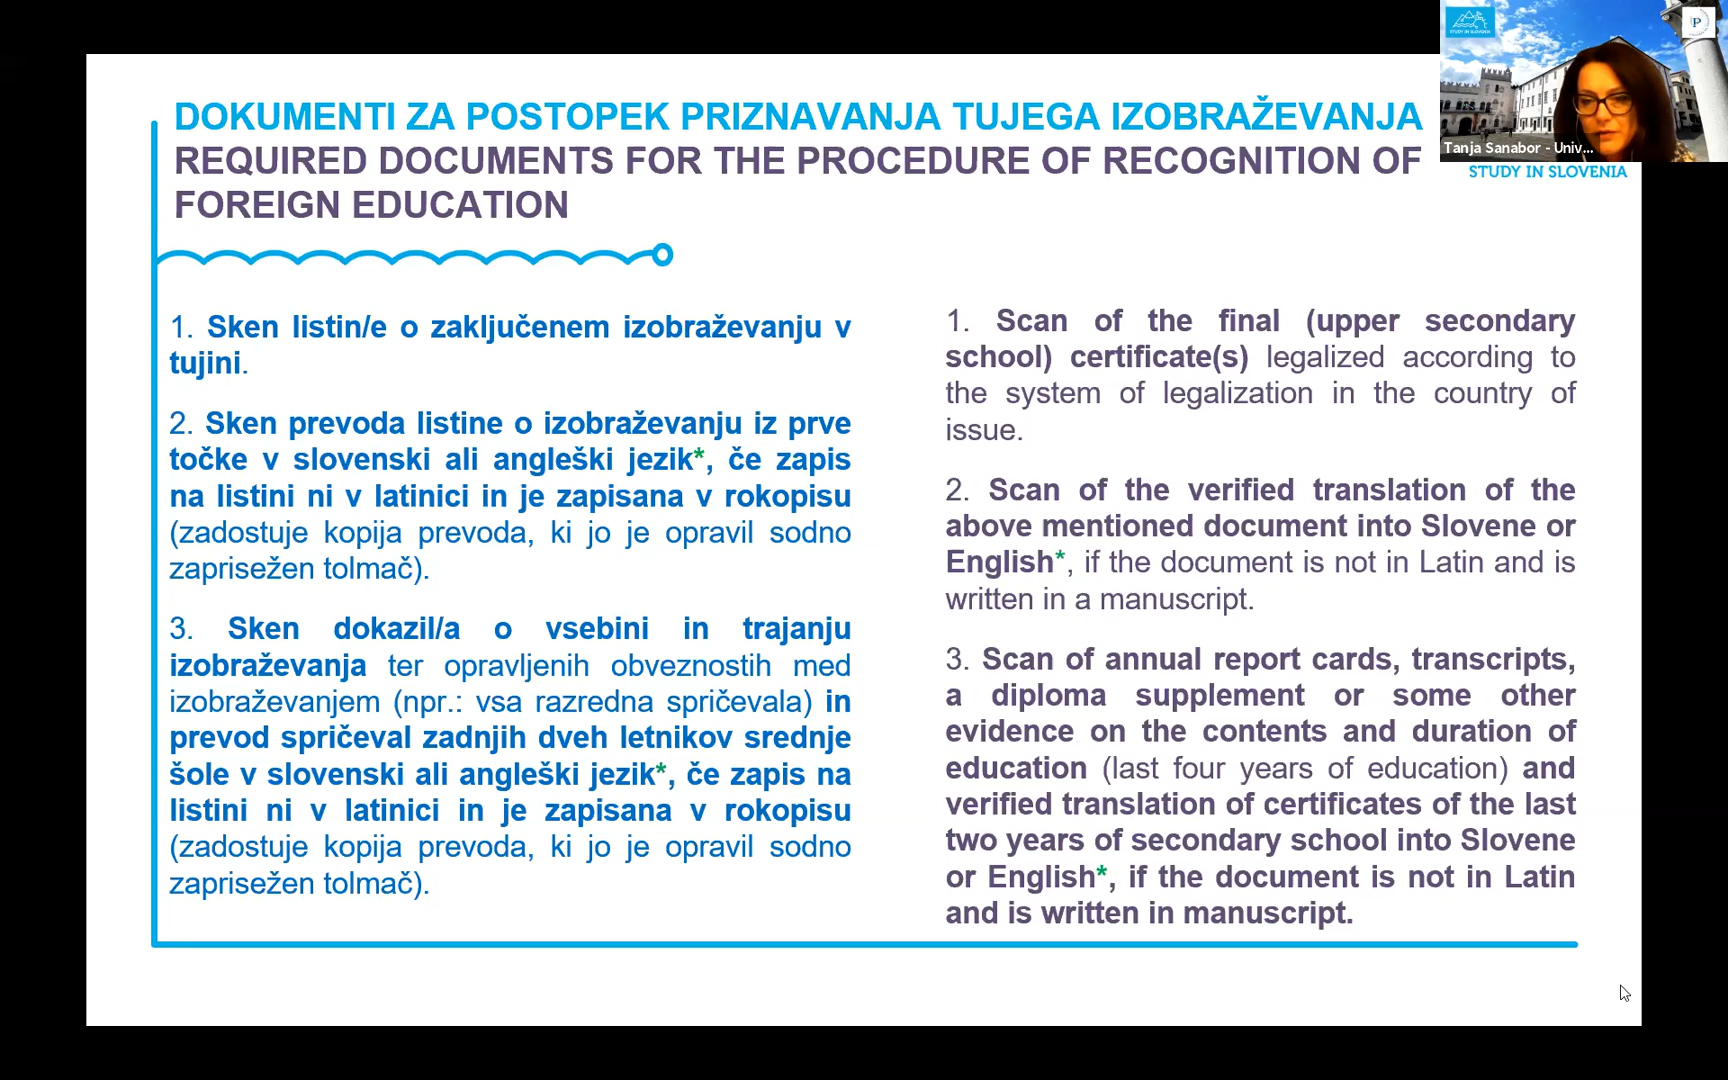 DOKUMENTI ZA POSTOPEK PRIZNAVANJA TUJEGA IZOBRAŽEVANJA
REQUIRED DOCUMENTS FOR THE PROCEDURE OF RECOGNITION OF
FOREIGN EDUCATION
STUDY IN SLOVENIA
P
Tanja Sanabor - Univ...
STUDY IN SLOVENIA
1. Sken listin/e o zaključenem izobraževanju v
tujini.
2. Sken prevoda listine o izobraževanju iz prve
točke v slovenski ali angleški jezik*, če zapis
na listini ni v latinici in je zapisana v rokopisu
(zadostuje kopija prevoda, ki jo je opravil sodno
zaprisežen tolmač).
3. Sken dokazil/a o vsebini in trajanju
izobraževanja ter opravljenih obveznostih med
izobraževanjem (npr.: vsa razredna spričevala) in
prevod spričeval zadnjih dveh letnikov srednje
šole v slovenski ali angleški jezik*, če zapis na
listini ni v latinici in je zapisana v rokopisu
(zadostuje kopija prevoda, ki jo je opravil sodno
zaprisežen tolmač).
1. Scan of the final (upper secondary
school) certificate(s) legalized according to
the system of legalization in the country of
issue.
2. Scan of the verified translation of the
above mentioned document into Slovene or
English*, if the document is not in Latin and is
written in a manuscript.
3. Scan of annual report cards, transcripts,
a diploma supplement or some other
evidence on the contents and duration of
education (last four years of education) and
verified translation of certificates of the last
two years of secondary school into Slovene
or English*, if the document is not in Latin
and is written in manuscript.